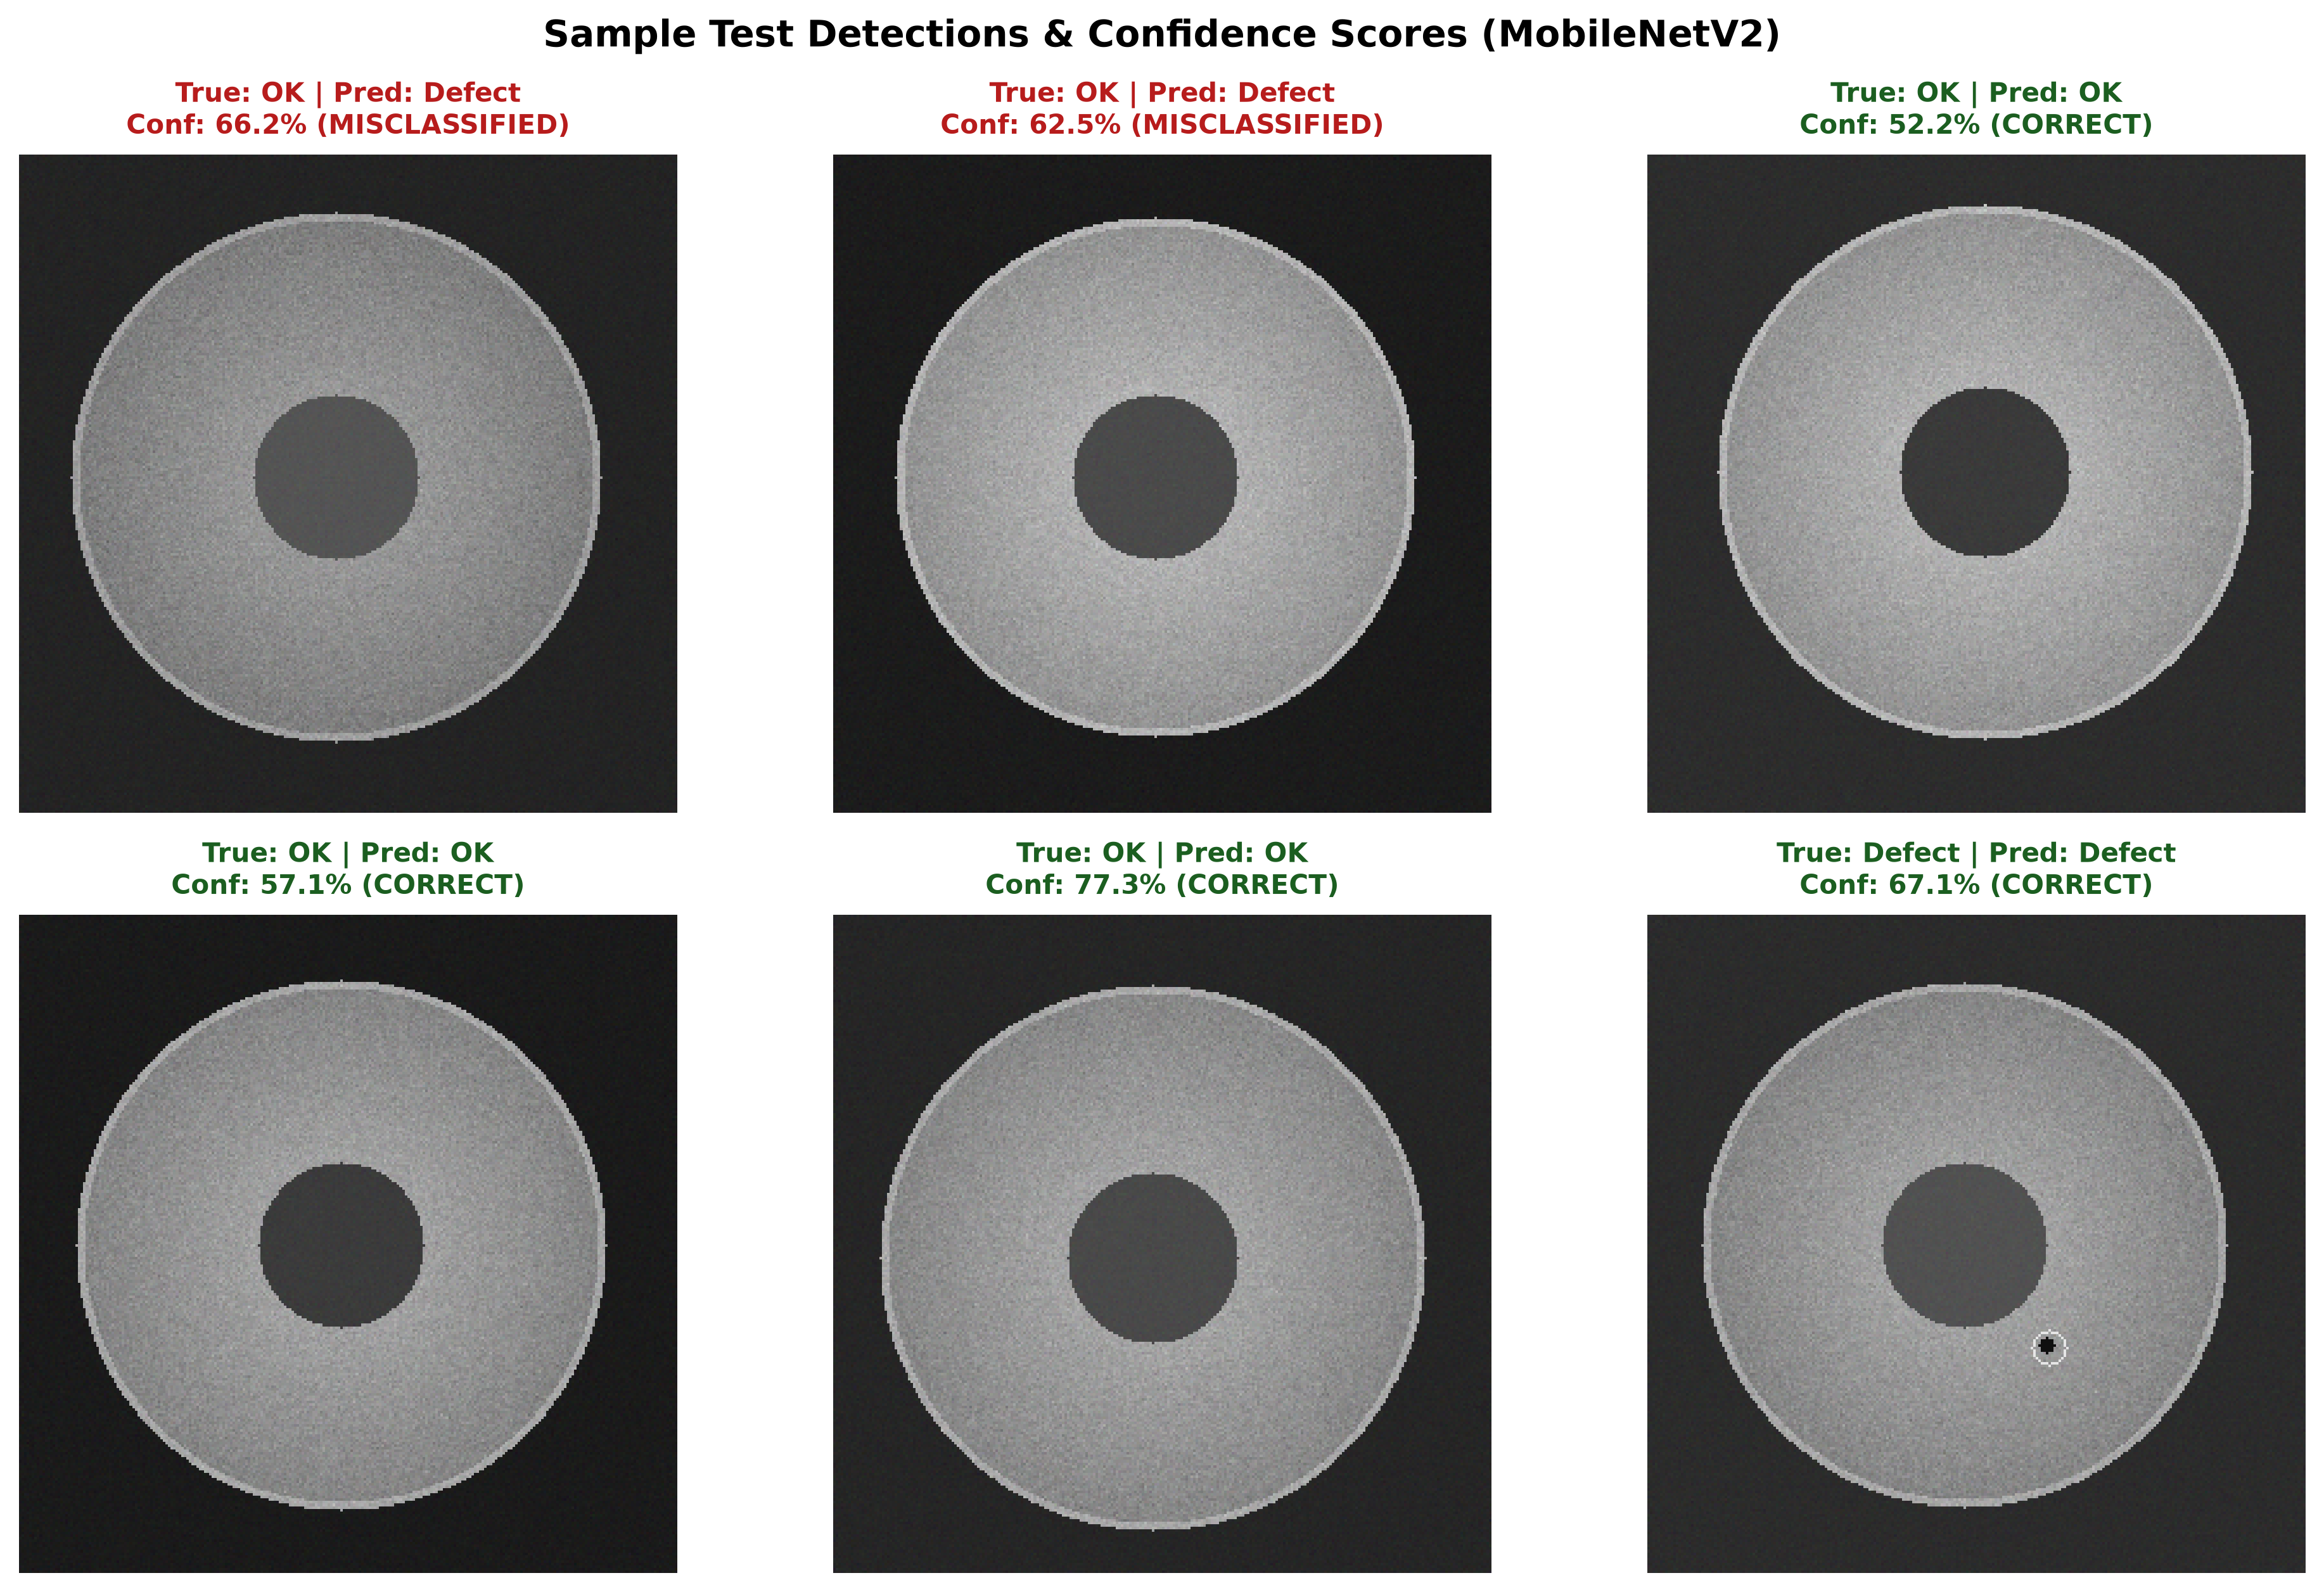 Sample Test Detections & Confidence Scores (MobileNetV2)
True: OK | Pred: Defect
Conf: 66.2% (MISCLASSIFIED)
True: OK | Pred: Defect
Conf: 62.5% (MISCLASSIFIED)
True: OK | Pred: OK
Conf: 52.2% (CORRECT)
True: OK | Pred: OK
Conf: 57.1% (CORRECT)
True: OK | Pred: OK
Conf: 77.3% (CORRECT)
True: Defect | Pred: Defect
Conf: 67.1% (CORRECT)